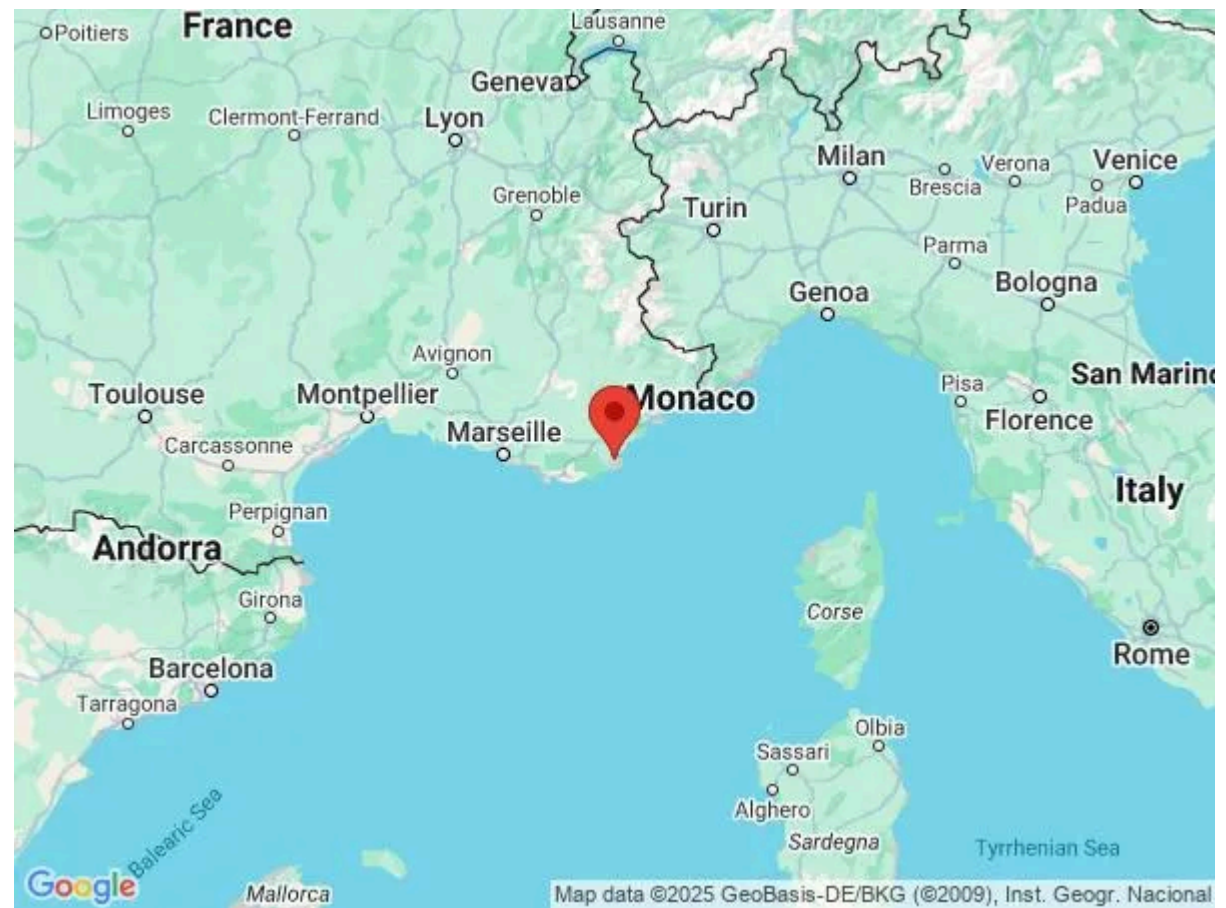 Lausanne
Poitiers
France
Geneva
Limoges
Clermont-Ferrand
Lyon
Milan
Verona
Venice
Brescia
Padua
Grenoble
Turin
Parma
Bologna
Genoa
Avignon
Toulouse
Montpellier
Monaco
Pisa
San Marino
Florence
Marseille
Carcassonne
Italy
Perpignan
Andorra
Girona
Corse
Rome
Barcelona
Tarragona
Olbia
Sassari
Alghero
Balearic Sea
Sardegna
Tyrrhenian Sea
Google
Mallorca
Map data ©2025 GeoBasis-DE/BKG (©2009), Inst. Geogr. Nacional